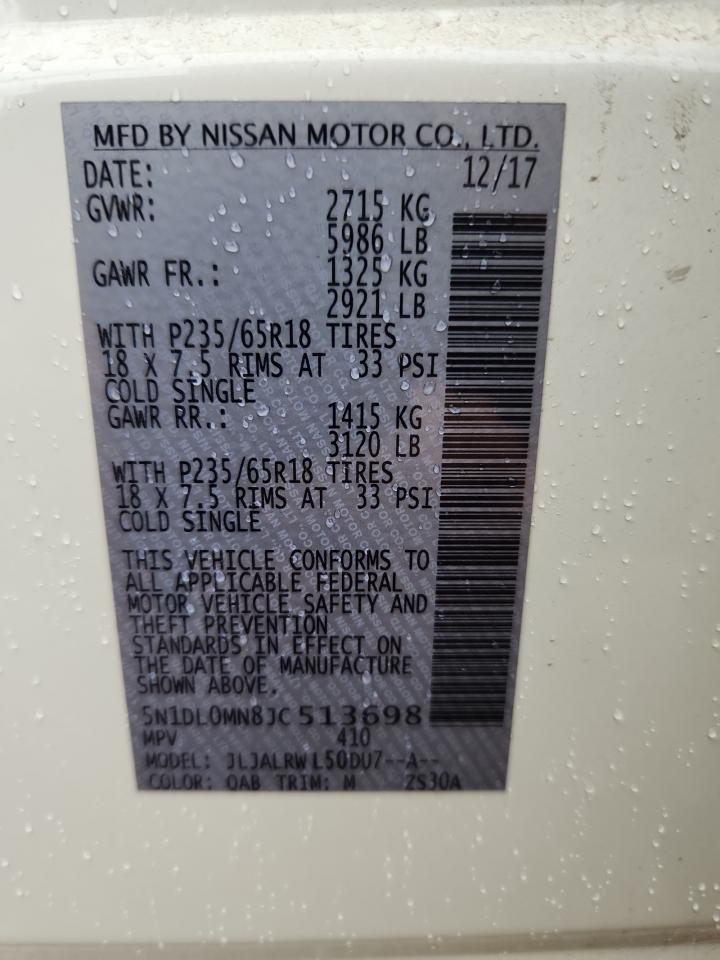 MFD BY NISSAN MOTOR CO., LTD.
DATE: 12/17
GVWR: 2715 KG
5986 LB
GAWR FR.: 1325 KG
2921 LB
WITH P235/65R18 TIRES
18 X 7.5 RIMS AT 33 PSI
COLD SINGLE
GAWR RR.: 1415 KG
3120 LB
WITH P235/65R18 TIRES
18 X 7.5 RIMS AT 33 PSI
COLD SINGLE
THIS VEHICLE CONFORMS TO
ALL APPLICABLE FEDERAL
MOTOR VEHICLE SAFETY AND
THEFT PREVENTION
STANDARDS IN EFFECT ON
THE DATE OF MANUFACTURE
SHOWN ABOVE.
5N1DL0MN8JC513698
MPV 410
MODEL: JLJALRWL50DU7--A--
COLOR: QAB TRIM: M ZS30A